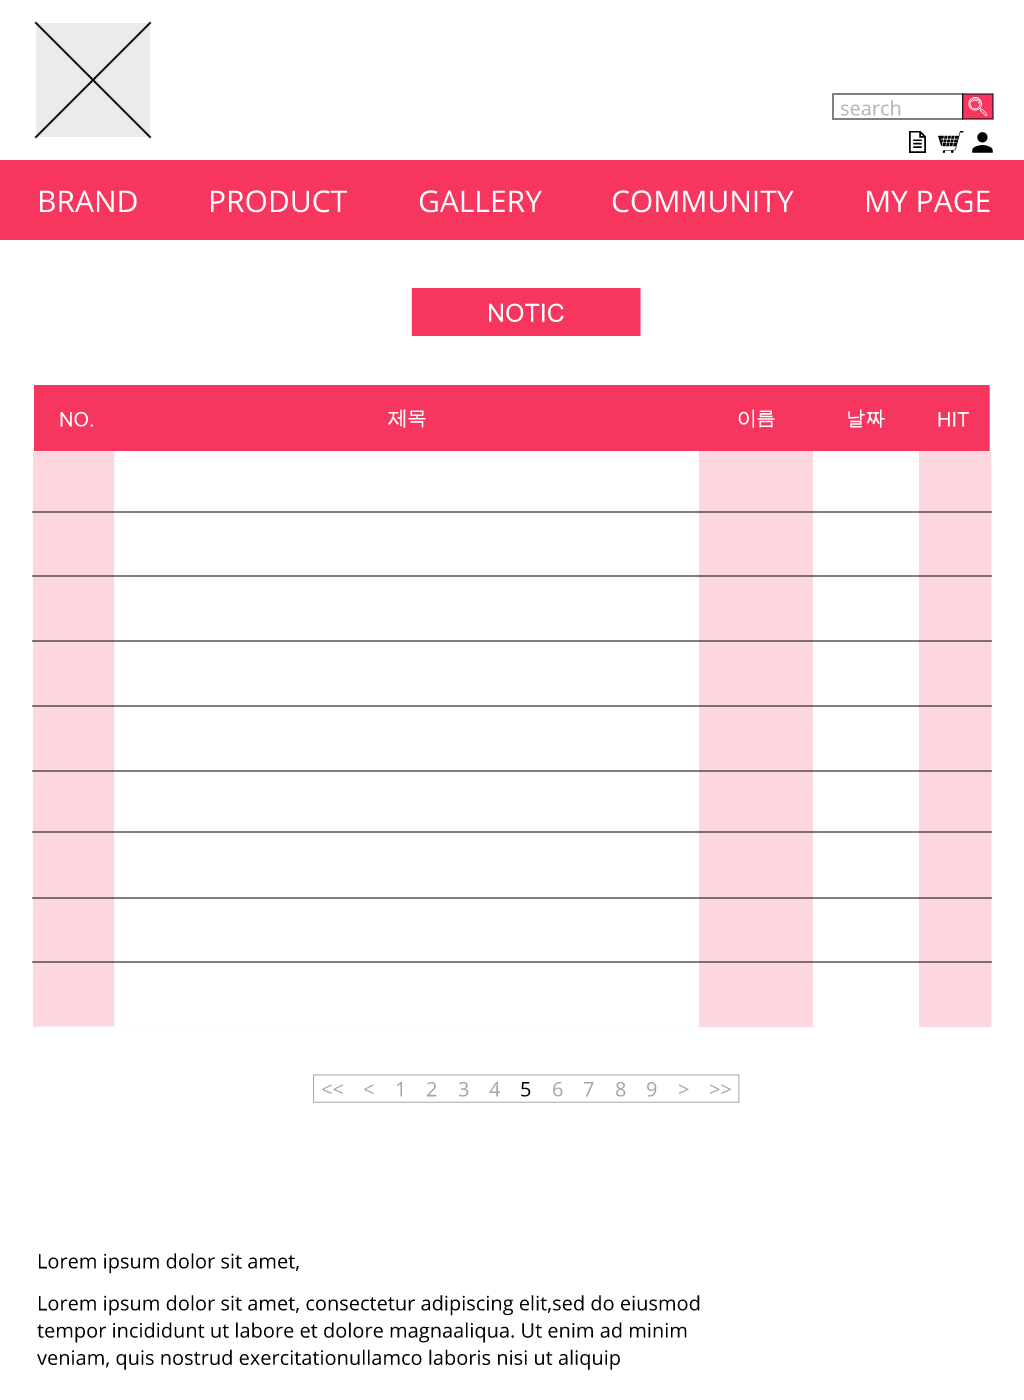 search
BRAND PRODUCT GALLERY COMMUNITY MY PAGE
NOTIC
NO. 제목 이름 날짜 HIT
<< < 1 2 3 4 5 6 7 8 9 > >>
Lorem ipsum dolor sit amet,
Lorem ipsum dolor sit amet, consectetur adipiscing elit,sed do eiusmod
tempor incididunt ut labore et dolore magnaaliqua. Ut enim ad minim
veniam, quis nostrud exercitationullamco laboris nisi ut aliquip